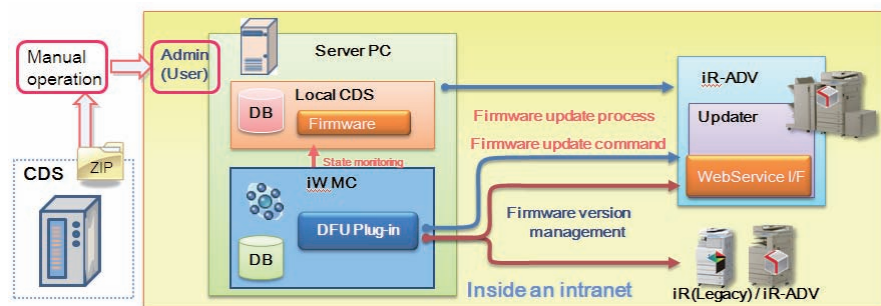 Manual
operation
Admin
(User)
Server PC
Local CDS
DB
Firmware
State monitoring
iW MC
DFU Plug-in
DB
CDS
ZIP
iR-ADV
Updater
WebService I/F
Firmware update process
Firmware update command
Firmware version
management
Inside an intranet
iR(Legacy) / iR-ADV